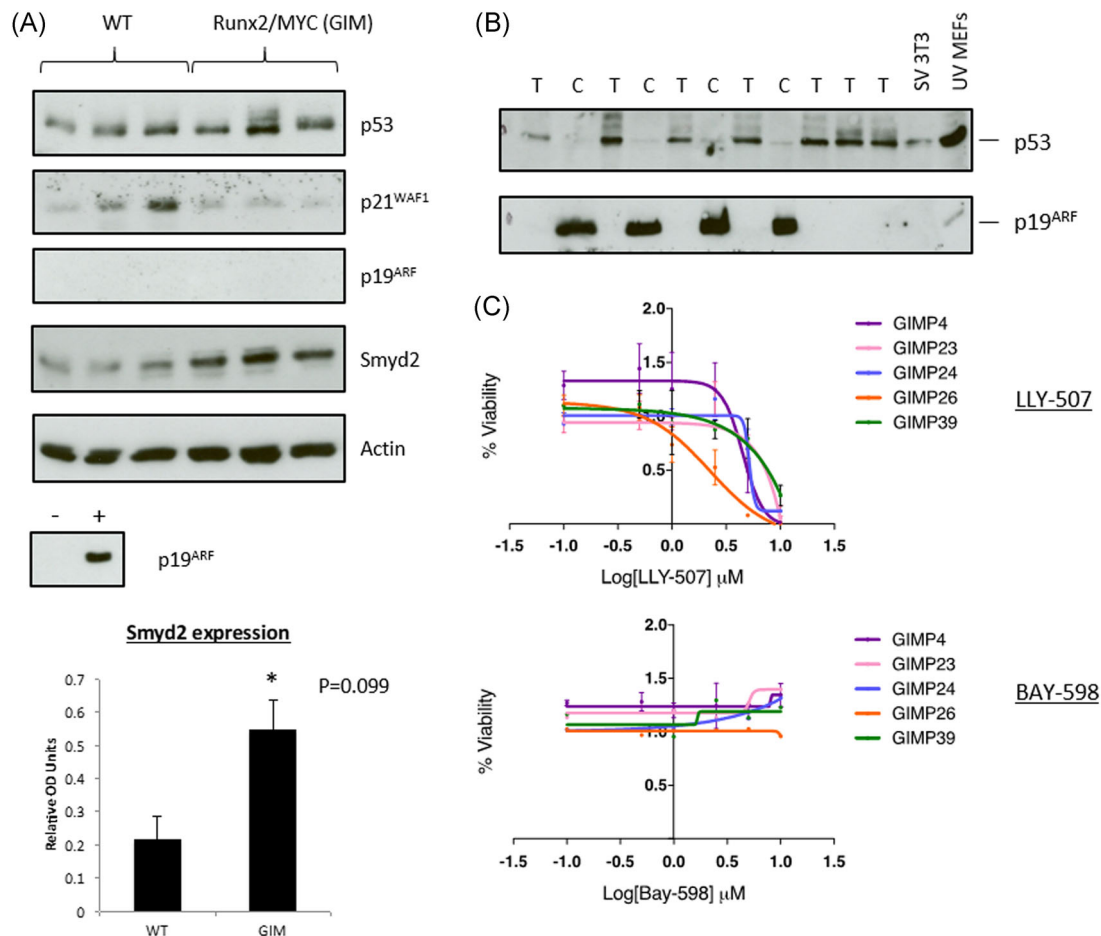 (A)
WT Runx2/MYC (GIM)
p53
p21WAF1
p19ARF
Smyd2
Actin
- +
p19ARF
Smyd2 expression
* P=0.099
Relative OD Units
0.7
0.6
0.5
0.4
0.3
0.2
0.1
0
WT GIM
(B)
T C T C T C T C T T T SV 3T3 UV MEFs
p53
p19ARF
(C)
% Viability
2.0
1.5
1.0
0.5
-1.5 -1.0 -0.5 0.0 0.5 1.0 1.5
Log[LLY-507] µM
GIMP4
GIMP23
GIMP24
GIMP26
GIMP39
LLY-507
% Viability
2.0
1.5
1.0
0.5
-1.5 -1.0 -0.5 0.0 0.5 1.0 1.5
Log[Bay-598] µM
GIMP4
GIMP23
GIMP24
GIMP26
GIMP39
BAY-598